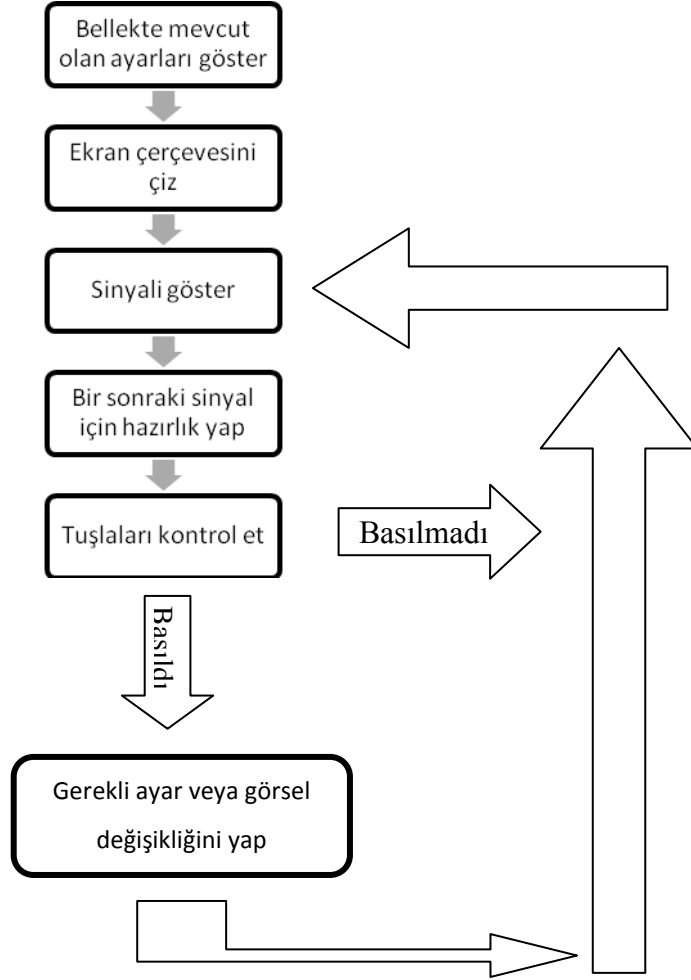 Bellekte mevcut
olan ayarları göster
Ekran çerçevesini
çiz
Sinyali göster
Bir sonraki sinyal
için hazırlık yap
Tuşlaları kontrol et
Basılmadı
Basıldı
Gerekli ayar veya görsel
değişikliğini yap